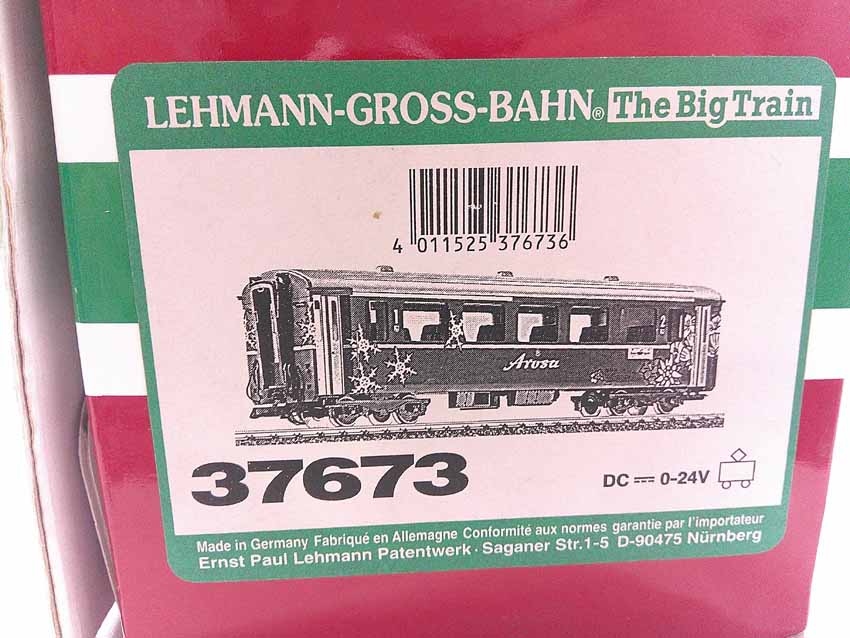 LEHMANN-GROSS-BAHN® The Big Train
4 011525 376736
2
B
Arosa
37673
DC 0-24V
Made in Germany Fabriqué en Allemagne Conformité aux normes garantie par l'importateur
Ernst Paul Lehmann Patentwerk · Saganer Str.1-5 D-90475 Nürnberg